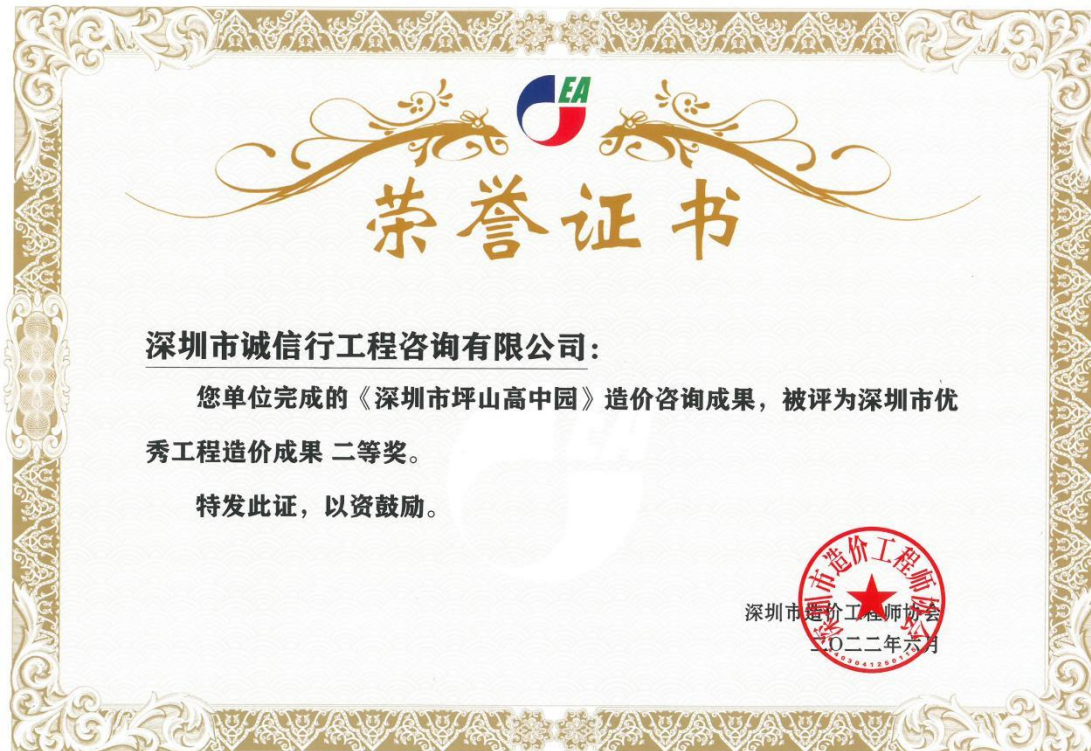 EA
荣誉证书
深圳市诚信行工程咨询有限公司：
您单位完成的《深圳市坪山高中园》造价咨询成果，被评为深圳市优
秀工程造价成果 二等奖。
特发此证，以资鼓励。
深圳市造价工程师协会
深圳市造价工程师协会
二〇二二年六月